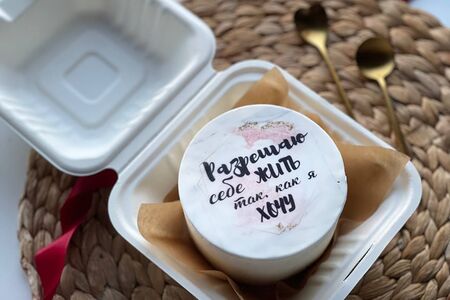 Разрешаю
себе жить
так, как я
хочу